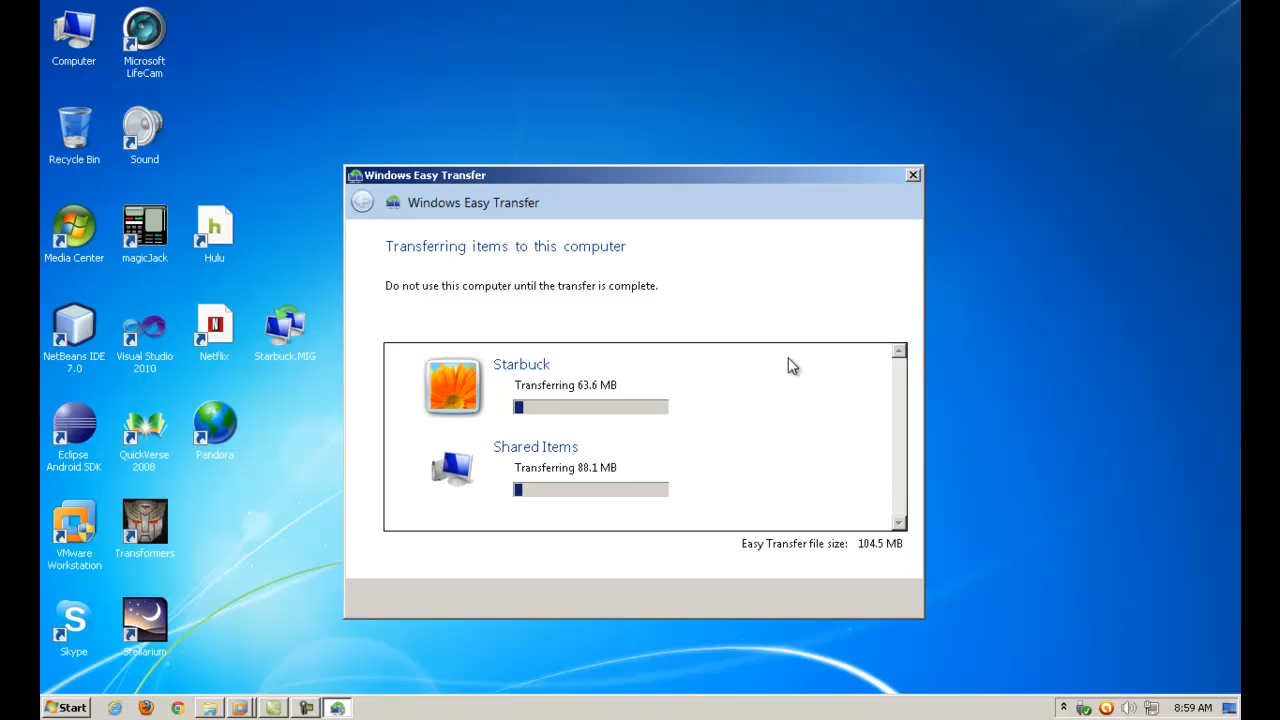 Computer
Microsoft
LifeCam
Recycle Bin
Sound
Media Center
magicJack
Hulu
NetBeans IDE
7.0
Visual Studio
2010
Netflix
Starbuck.MIG
Eclipse
Android SDK
QuickVerse
2008
Pandora
VMware
Workstation
Transformers
Skype
Stellarium
Windows Easy Transfer
Windows Easy Transfer
Transferring items to this computer
Do not use this computer until the transfer is complete.
Starbuck
Transferring 63.6 MB
Shared Items
Transferring 88.1 MB
Easy Transfer file size: 104.5 MB
Start
8:59 AM